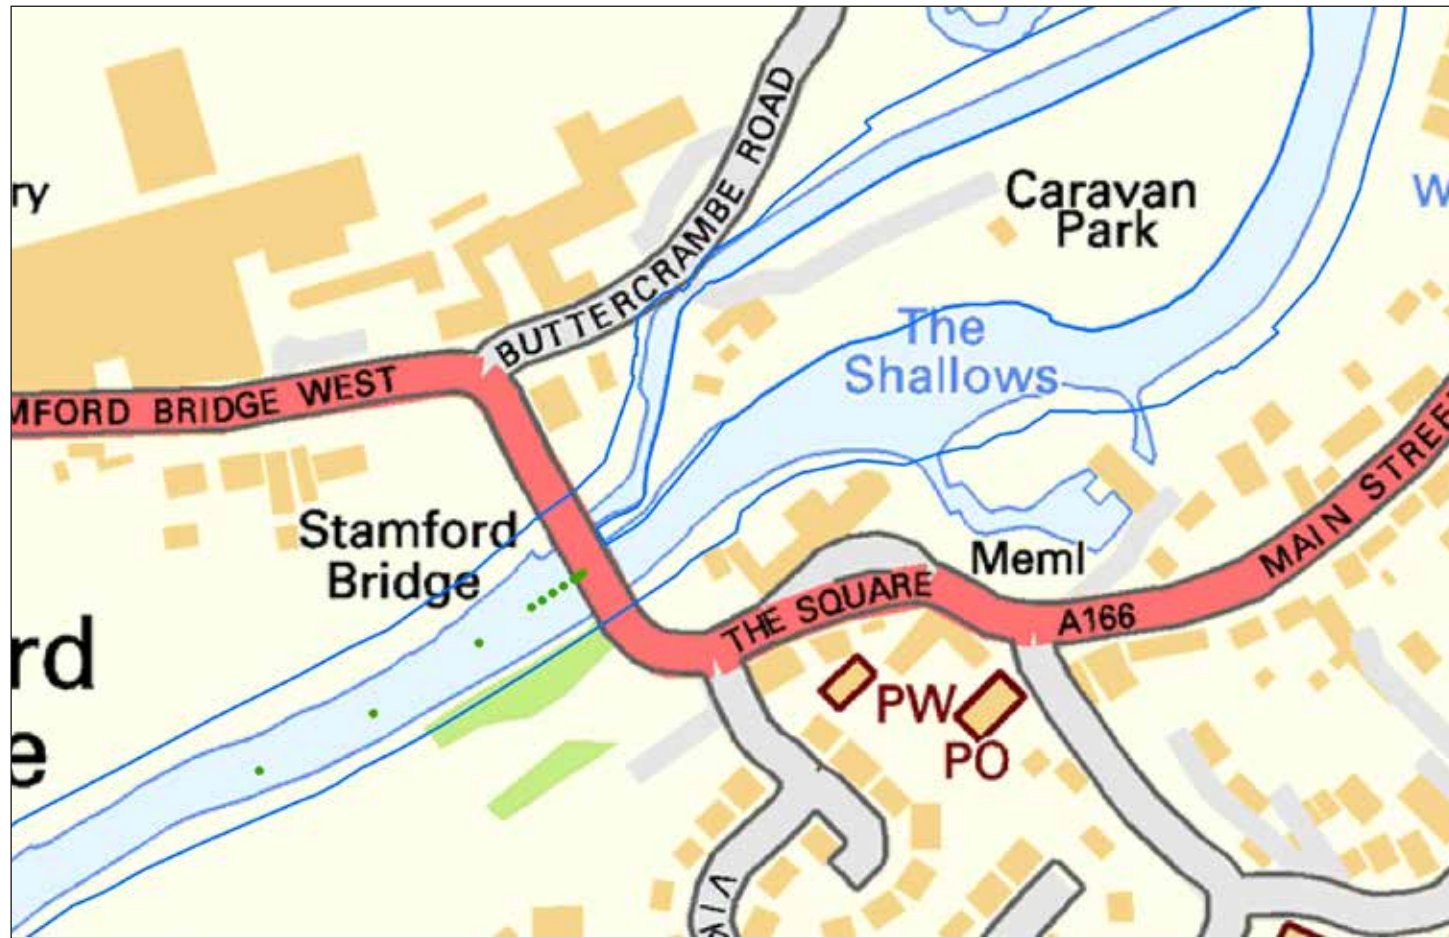 ry
BUTTERCRAMBE ROAD
Caravan
Park
W
The
Shallows
MFORD BRIDGE WEST
Stamford
Bridge
MAIN STREE
Meml
THE SQUARE
A166
rd
PW
PO
e
VIK